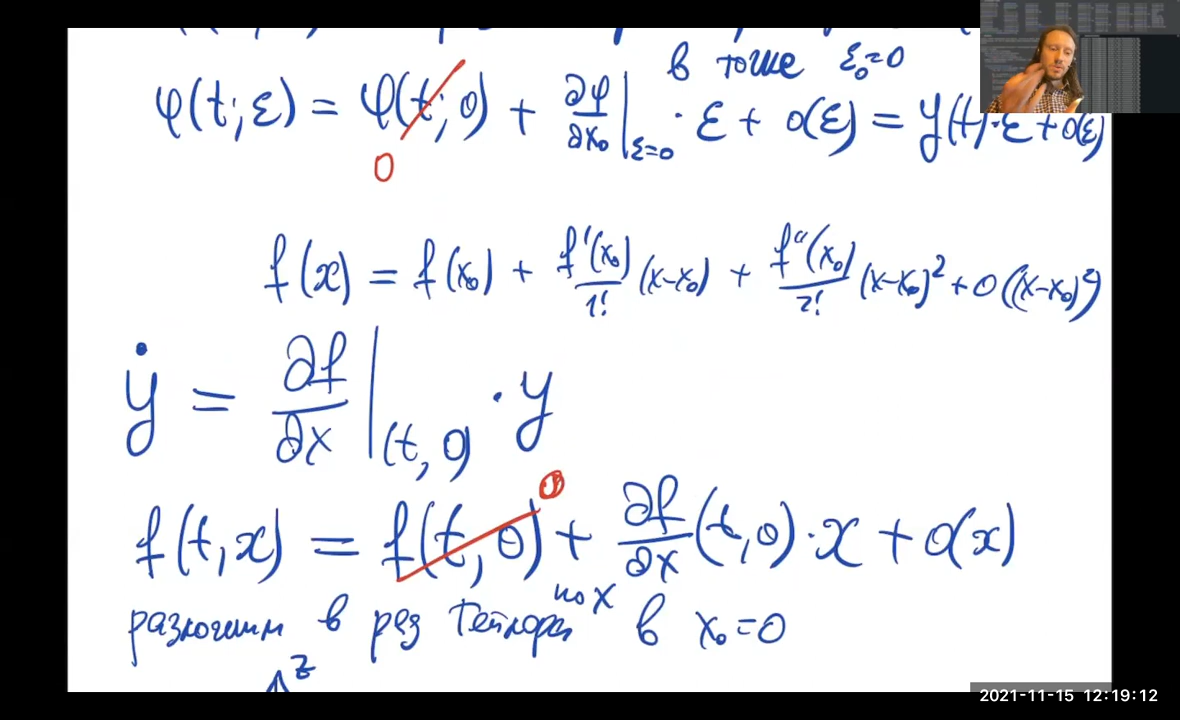 в точке ε₀=0
φ(t;ε) = φ(t;0) + ∂φ/∂x₀|ε=0 · ε + o(ε) = y(t)·ε + o(ε)
0
f(x) = f(x₀) + f'(x₀)/1! (x-x₀) + f''(x₀)/2! (x-x₀)² + o((x-x₀)²)
ẏ = ∂f/∂x|(t,0) · y
0
f(t,x) = f(t,0) + ∂f/∂x (t,0)·x + o(x)
разложим в ряд Тейлора по x в x₀=0
z
2021-11-15 12:19:12